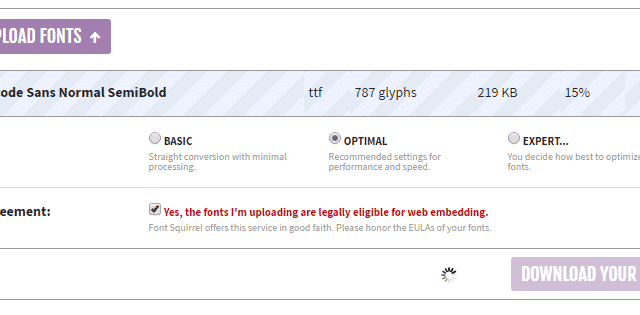 PLOAD FONTS
ode Sans Normal SemiBold ttf 787 glyphs 219 KB 15%
BASIC OPTIMAL EXPERT...
Straight conversion with minimal Recommended settings for You decide how best to optimize
processing. performance and speed. fonts.
eement: Yes, the fonts I'm uploading are legally eligible for web embedding.
Font Squirrel offers this service in good faith. Please honor the EULAs of your fonts.
DOWNLOAD YOUR